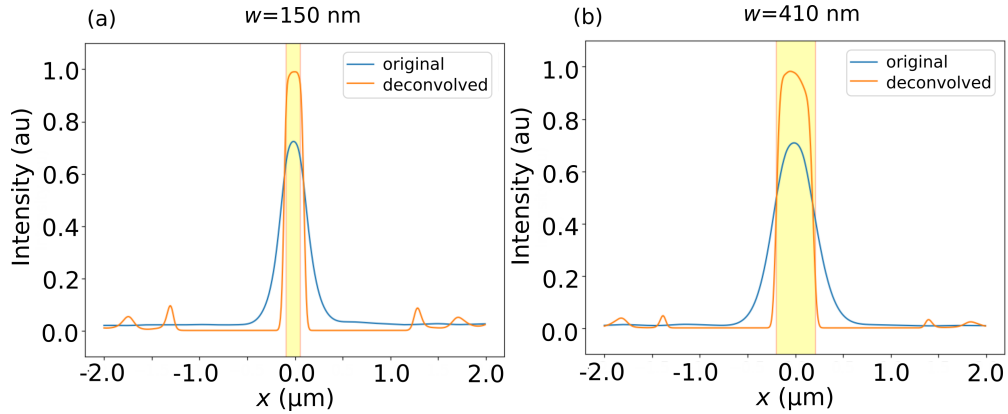 (a)
w=150 nm
original
deconvolved
Intensity (au)
1.0
0.8
0.6
0.4
0.2
0.0
-2.0
-1.0
0.0
1.0
2.0
x (μm)
(b)
w=410 nm
original
deconvolved
Intensity (au)
1.0
0.8
0.6
0.4
0.2
0.0
-2.0
-1.0
0.0
1.0
2.0
x (μm)